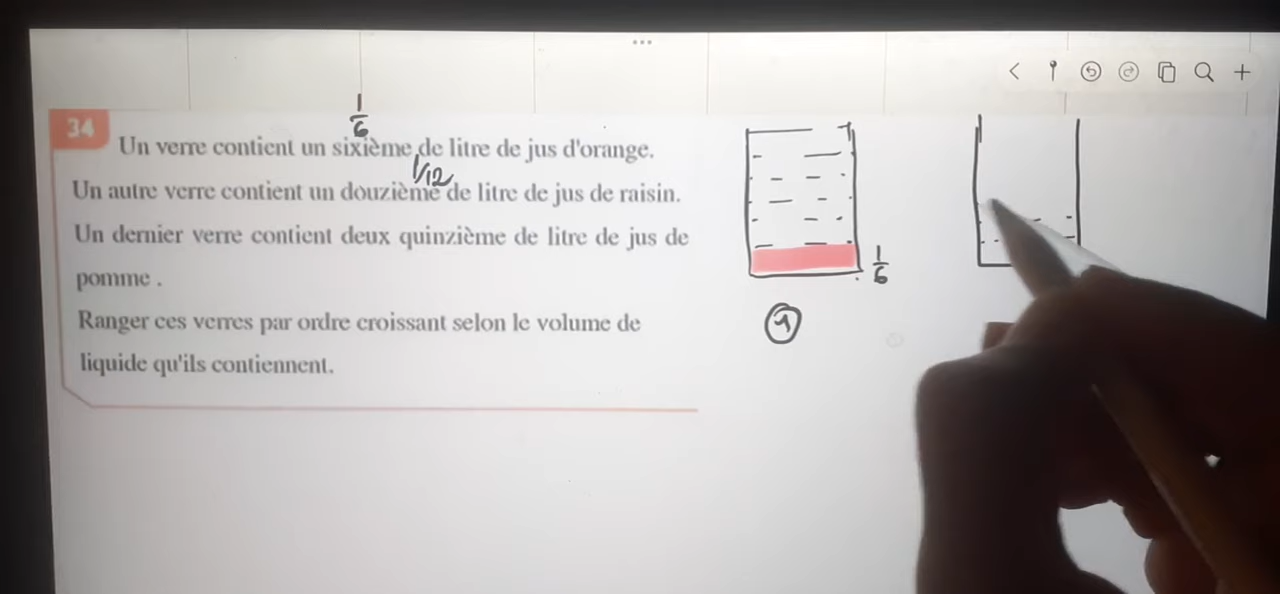 34
1/6
Un verre contient un sixième de litre de jus d'orange.
1/12
Un autre verre contient un douzième de litre de jus de raisin.
Un dernier verre contient deux quinzième de litre de jus de
pomme .
Ranger ces verres par ordre croissant selon le volume de
liquide qu'ils contiennent.
1/6
1